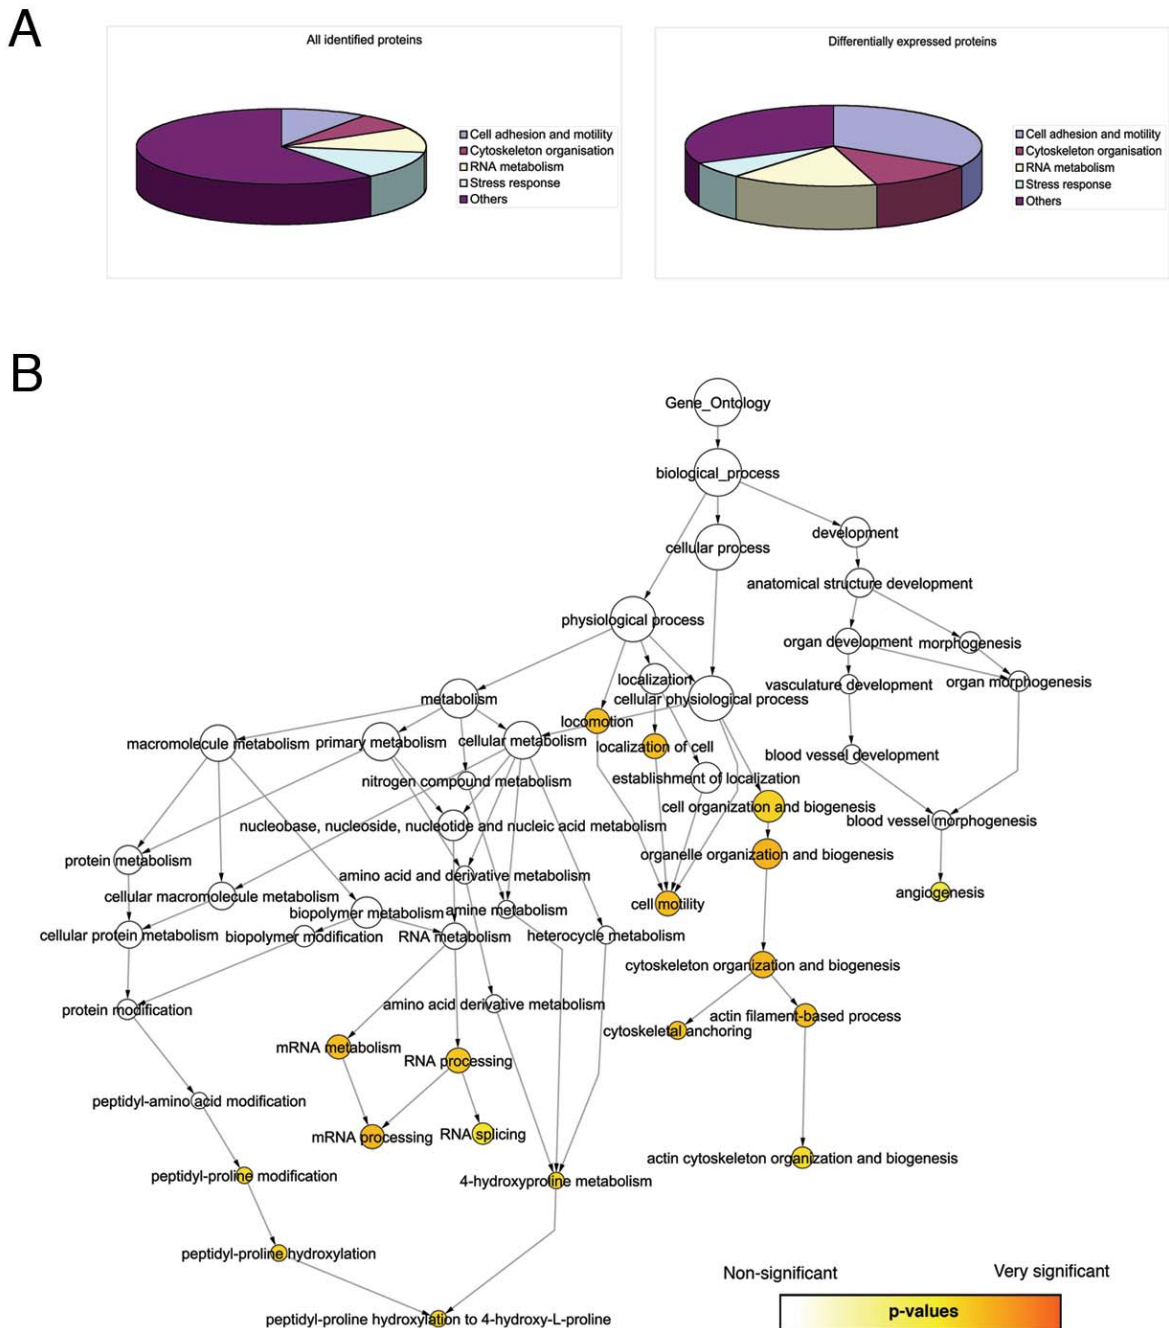 A
All identified proteins
Cell adhesion and motility
Cytoskeleton organisation
RNA metabolism
Stress response
Others
Differentially expressed proteins
Cell adhesion and motility
Cytoskeleton organisation
RNA metabolism
Stress response
Others
B
Gene_Ontology
biological_process
development
cellular process
anatomical structure development
physiological process
organ development
morphogenesis
localization
vasculature development
organ morphogenesis
metabolism
cellular physiological process
locomotion
macromolecule metabolism
primary metabolism
cellular metabolism
localization of cell
blood vessel development
nitrogen compound metabolism
establishment of localization
cell organization and biogenesis
blood vessel morphogenesis
nucleobase, nucleoside, nucleotide and nucleic acid metabolism
organelle organization and biogenesis
protein metabolism
amino acid and derivative metabolism
angiogenesis
cellular macromolecule metabolism
cell motility
biopolymer metabolism
amine metabolism
cellular protein metabolism
biopolymer modification
RNA metabolism
heterocycle metabolism
cytoskeleton organization and biogenesis
protein modification
amino acid derivative metabolism
actin filament-based process
cytoskeletal anchoring
mRNA metabolism
RNA processing
peptidyl-amino acid modification
mRNA processing
RNA splicing
actin cytoskeleton organization and biogenesis
peptidyl-proline modification
4-hydroxyproline metabolism
peptidyl-proline hydroxylation
Non-significant
Very significant
p-values
peptidyl-proline hydroxylation to 4-hydroxy-L-proline